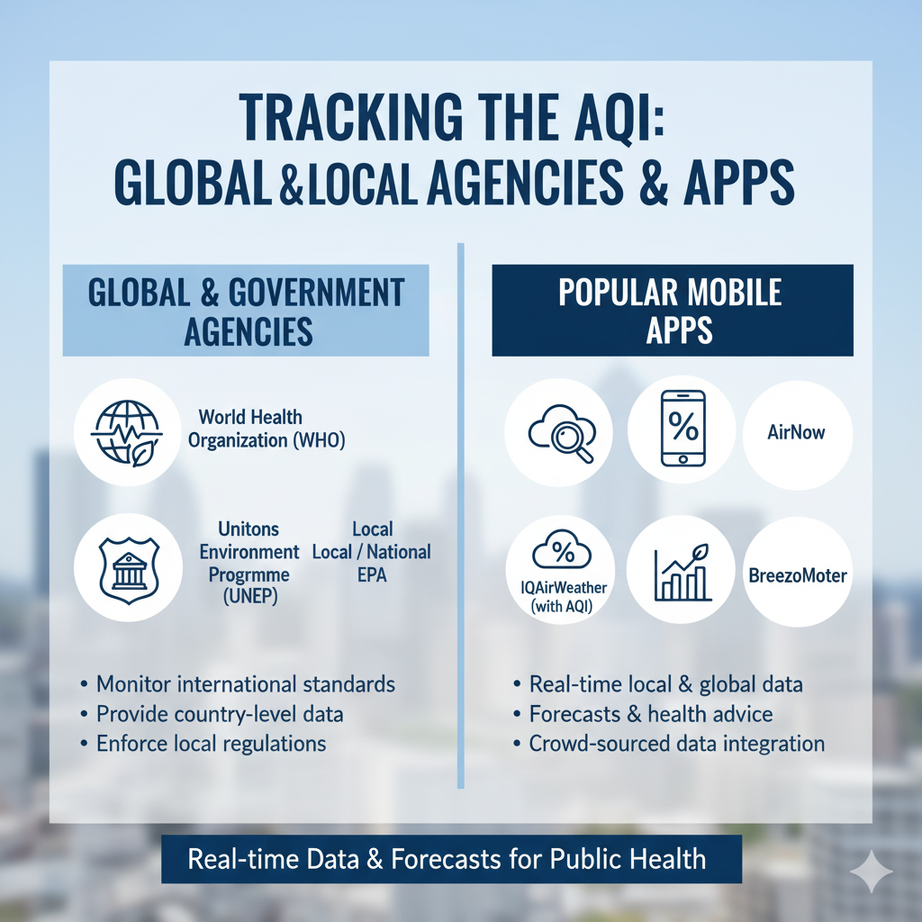 TRACKING THE AQI:
GLOBAL & LOCAL AGENCIES & APPS
GLOBAL & GOVERNMENT
AGENCIES
World Health
Organization (WHO)
Unitons
Environment
Progrmme
(UNEP)
Local
Local / National
EPA
• Monitor international standards
• Provide country-level data
• Enforce local regulations
POPULAR MOBILE
APPS
%
AirNow
%
IQAirWeather
(with AQI)
BreezoMoter
• Real-time local & global data
• Forecasts & health advice
• Crowd-sourced data integration
Real-time Data & Forecasts for Public Health